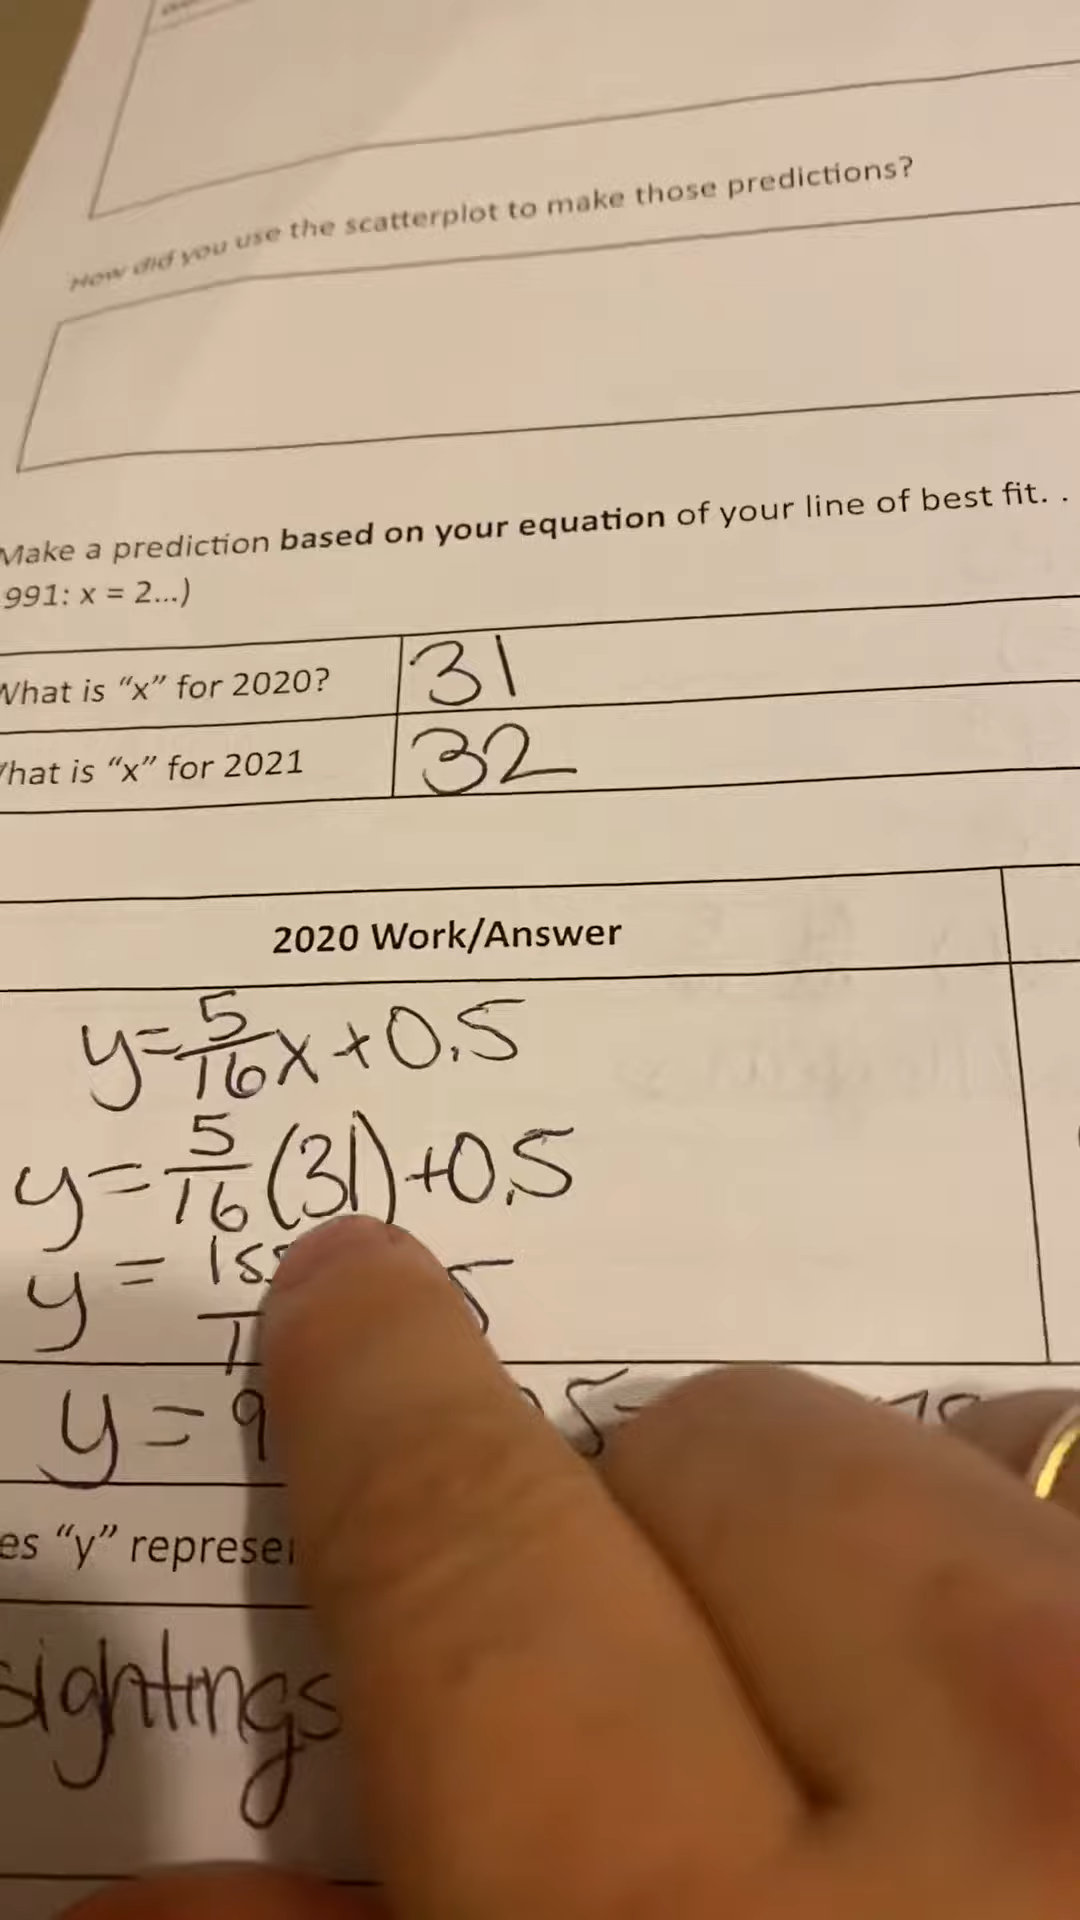 How did you use the scatterplot to make those predictions?
Make a prediction based on your equation of your line of best fit. .
991: x = 2...)
What is “x” for 2020? 31
What is “x” for 2021 32
2020 Work/Answer
y=5/16x+0.5
y=5/16(31)+0.5
y = 155
y=9
es “y” represe
sightings